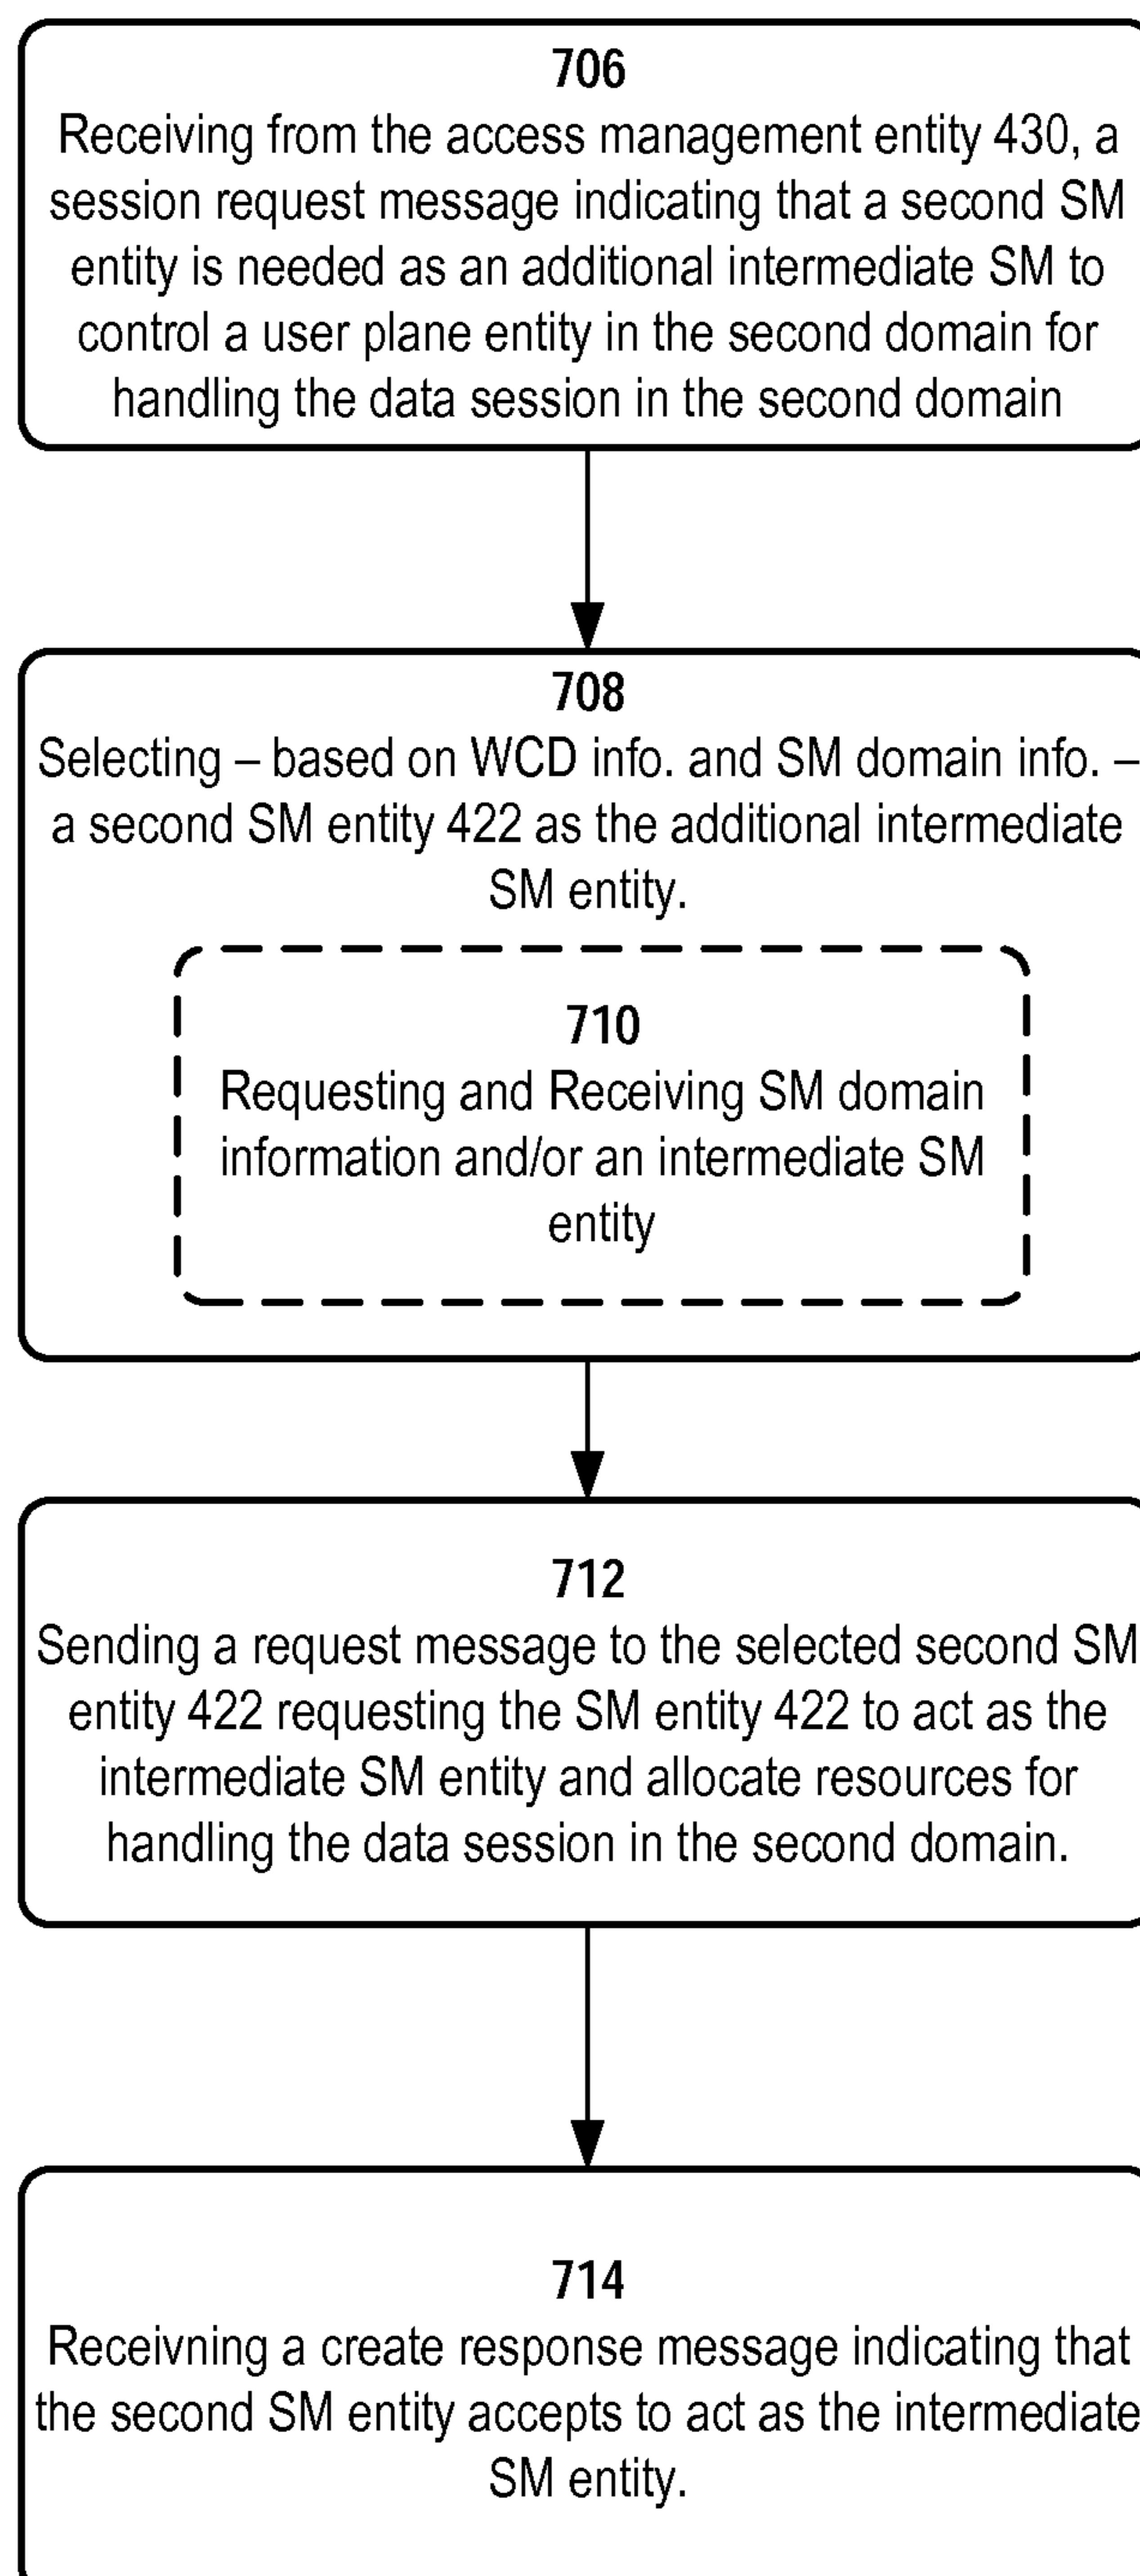 706
Receiving from the access management entity 430, a
session request message indicating that a second SM
entity is needed as an additional intermediate SM to
control a user plane entity in the second domain for
handling the data session in the second domain
708
Selecting – based on WCD info. and SM domain info. –
a second SM entity 422 as the additional intermediate
SM entity.
710
Requesting and Receiving SM domain
information and/or an intermediate SM
entity
712
Sending a request message to the selected second SM
entity 422 requesting the SM entity 422 to act as the
intermediate SM entity and allocate resources for
handling the data session in the second domain.
714
Receivning a create response message indicating that
the second SM entity accepts to act as the intermediate
SM entity.